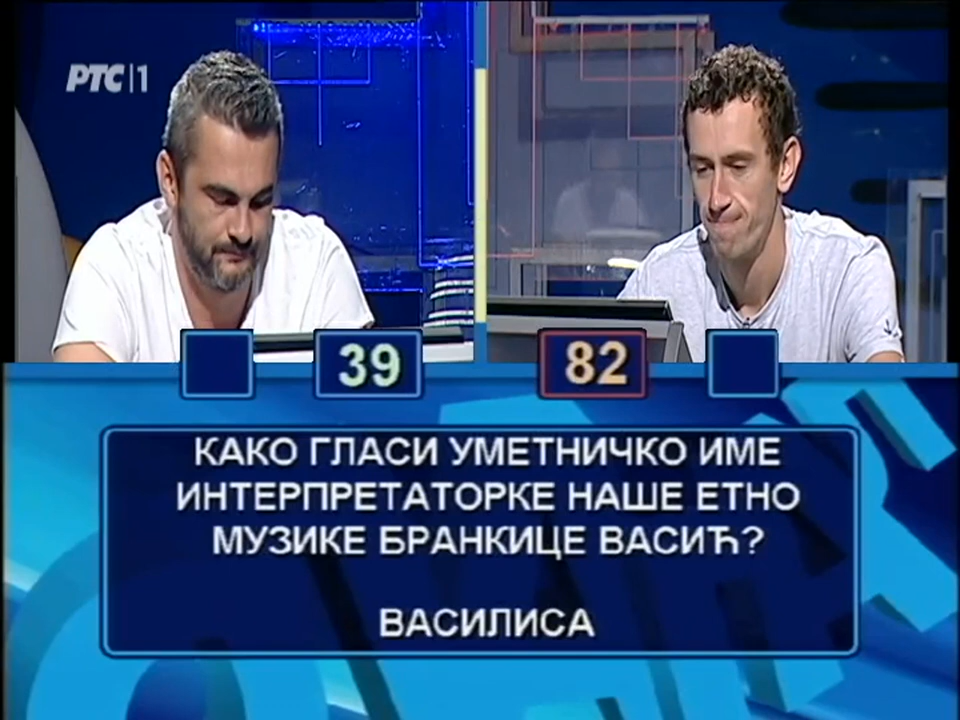 РТС|1
39
82
КАКО ГЛАСИ УМЕТНИЧКО ИМЕ
ИНТЕРПРЕТАТОРКЕ НАШЕ ЕТНО
МУЗИКЕ БРАНКИЦЕ ВАСИЋ?
ВАСИЛИСА